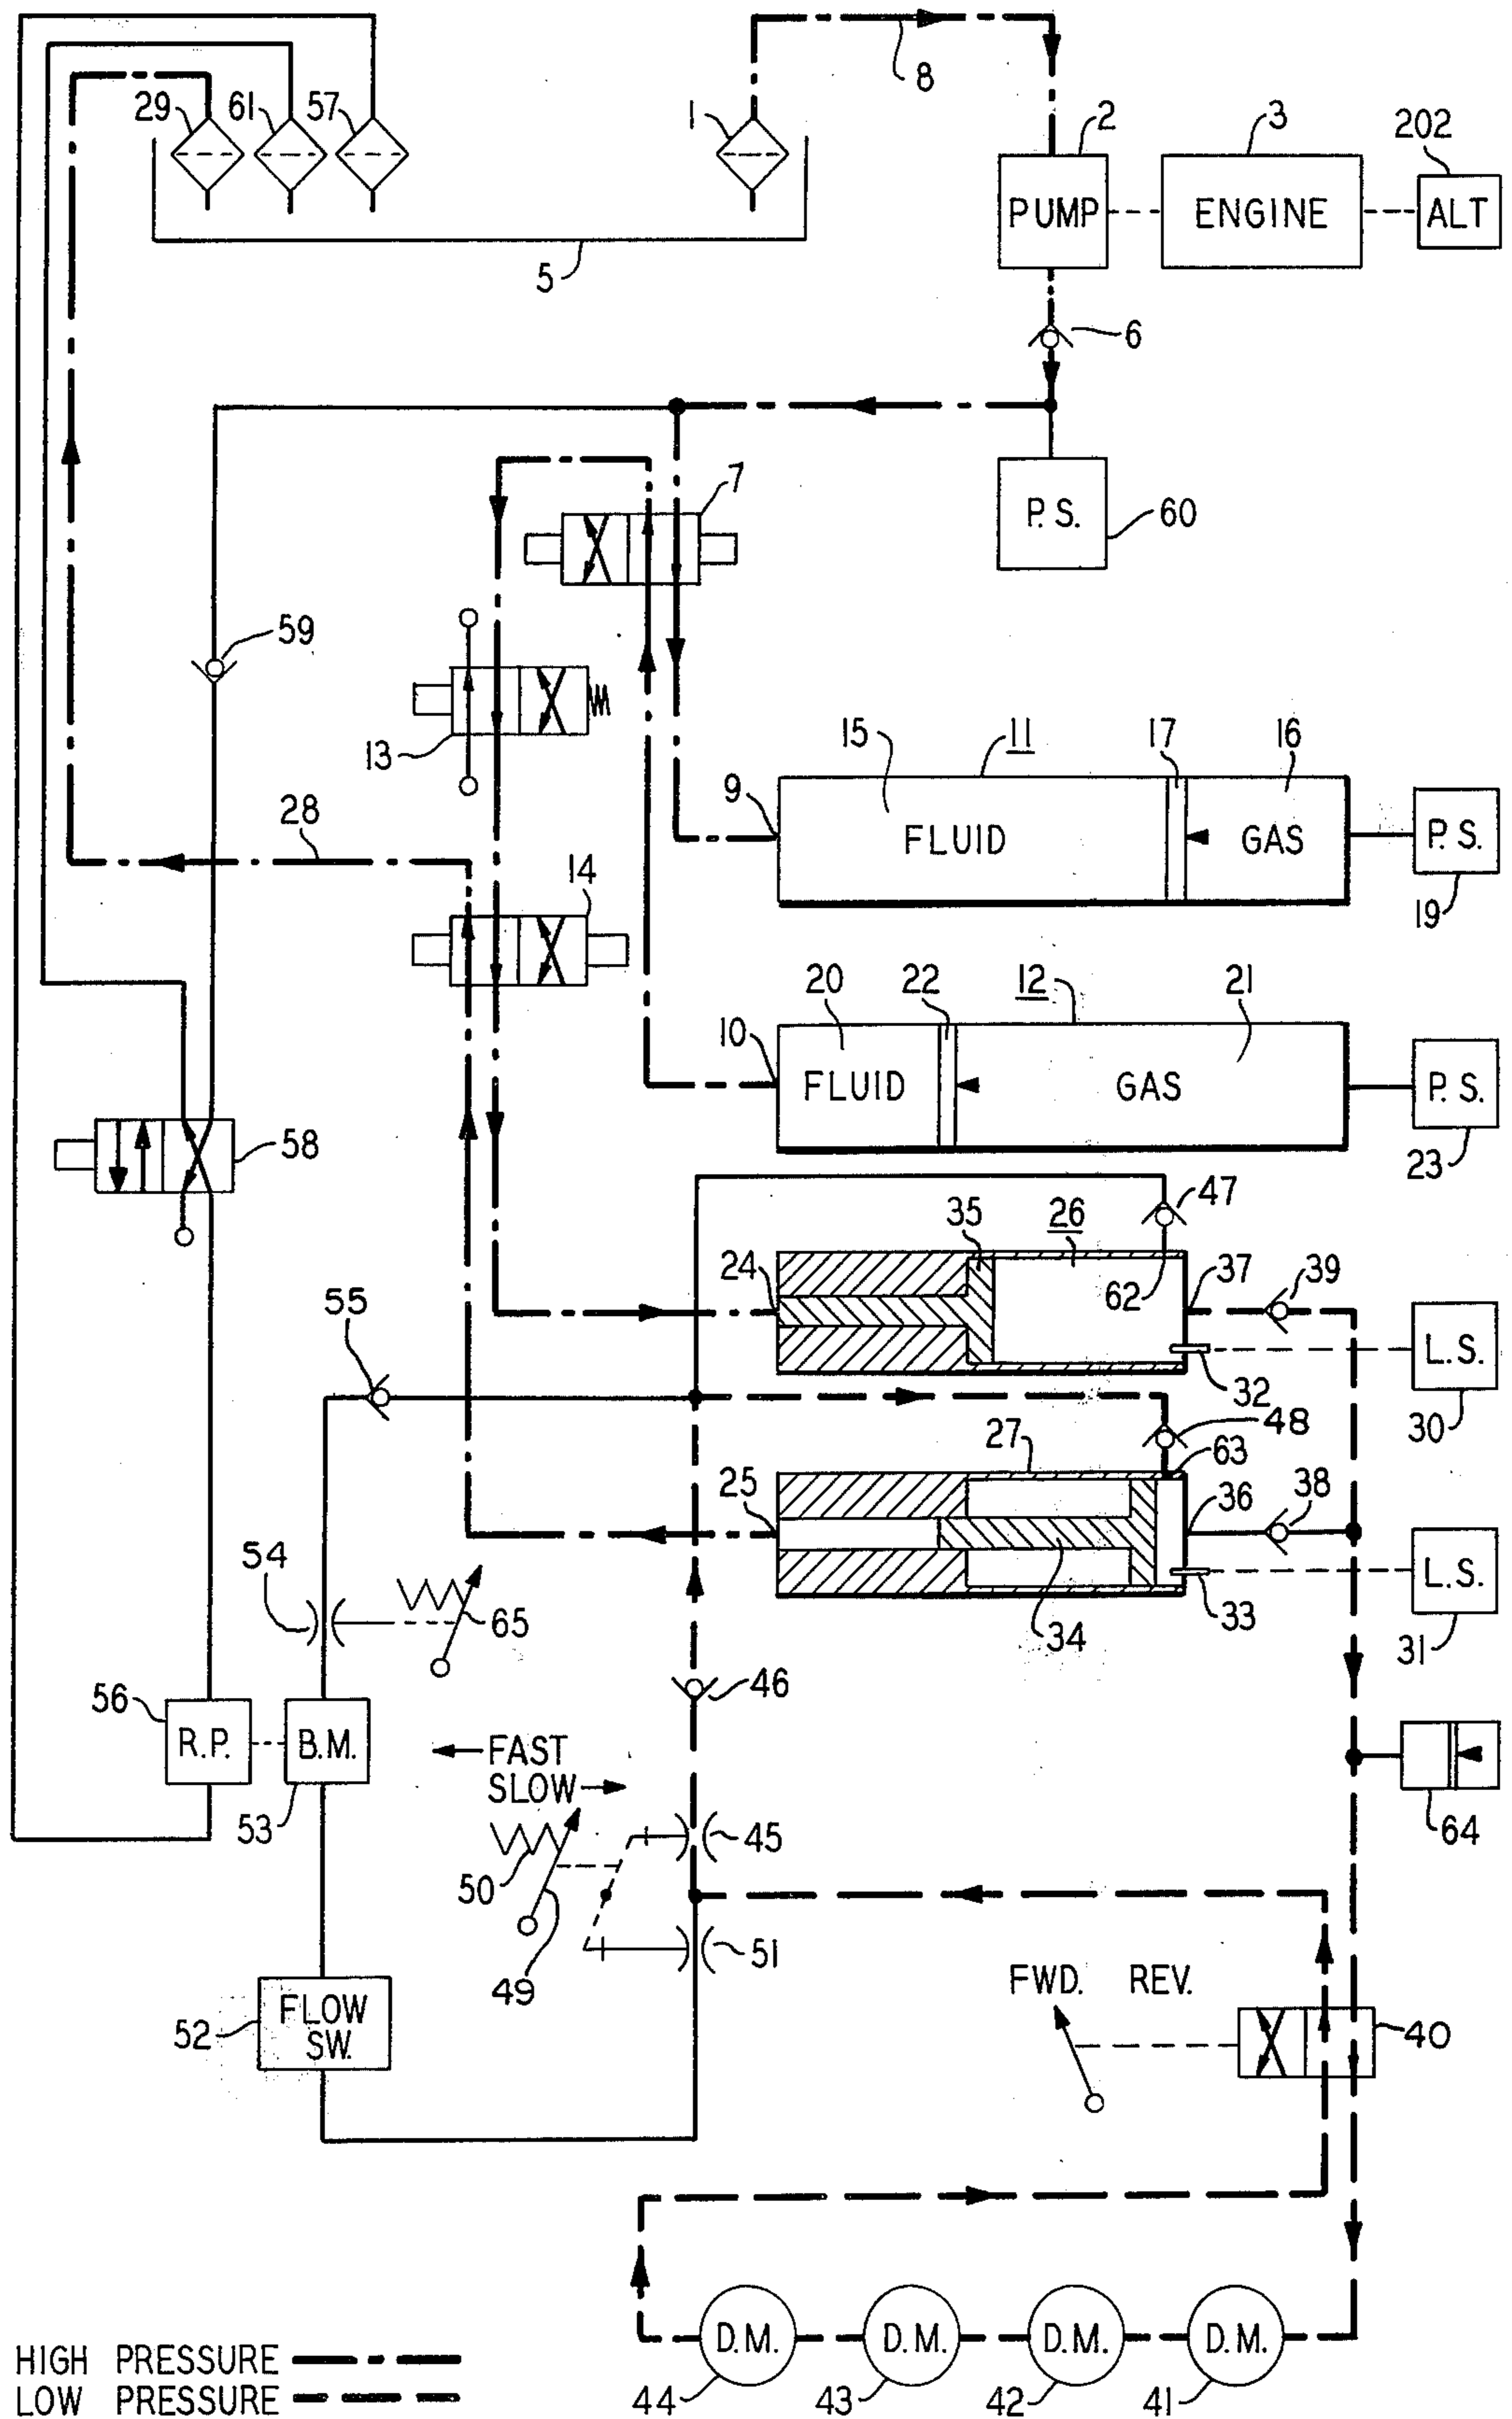 8
29
61
57
1
2
3
202
PUMP
ENGINE
ALT
5
6
7
P. S.
60
59
13
15
11
17
16
9
FLUID
GAS
P. S.
19
28
14
20
22
12
21
10
FLUID
GAS
P. S.
23
58
47
35
26
24
62
37
39
32
L.S.
30
55
48
27
63
25
36
38
33
L.S.
31
34
54
65
46
56
R.P.
B.M.
53
FAST
SLOW
64
50
45
49
51
FWD. REV.
52
FLOW
SW.
40
D.M.
D.M.
D.M.
D.M.
44
43
42
41
HIGH PRESSURE
LOW PRESSURE